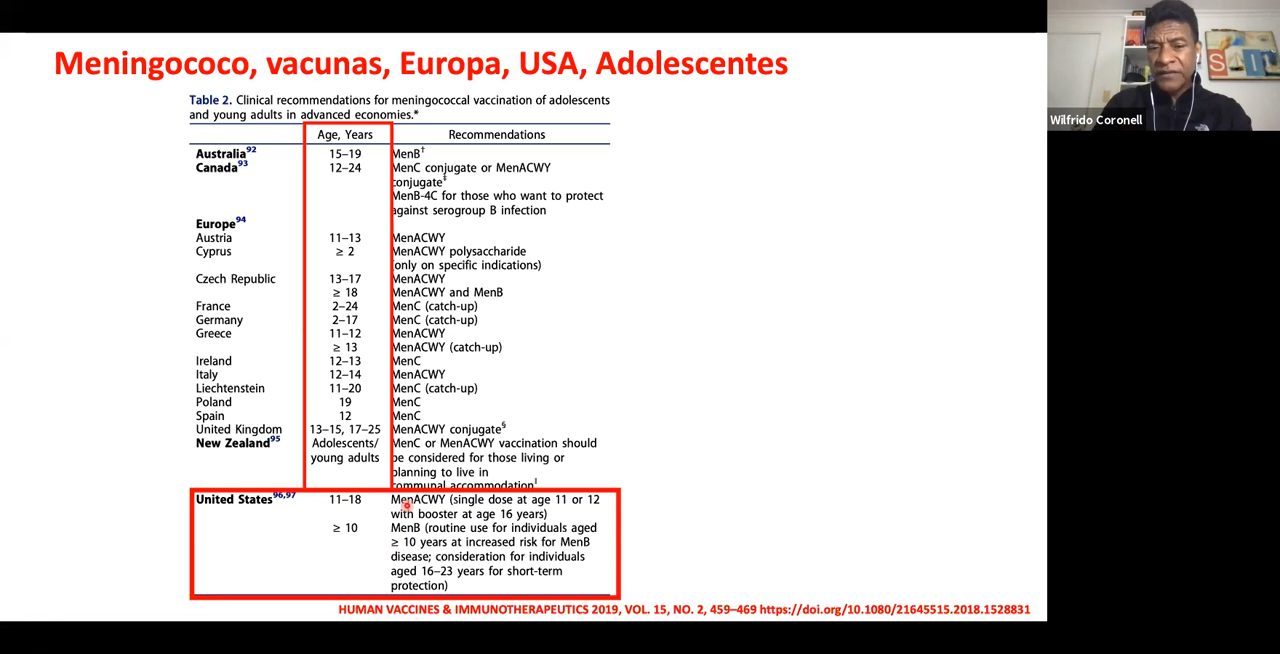 Meningococo, vacunas, Europa, USA, Adolescentes
Table 2. Clinical recommendations for meningococcal vaccination of adolescents
and young adults in advanced economies.*
Age, Years Recommendations
Australia92 15–19 MenB†
Canada93 12–24 MenC conjugate or MenACWY
conjugate‡
MenB-4C for those who want to protect
against serogroup B infection
Europe94
Austria 11–13 MenACWY
Cyprus ≥ 2 MenACWY polysaccharide
(only on specific indications)
Czech Republic 13–17 MenACWY
≥ 18 MenACWY and MenB
France 2–24 MenC (catch-up)
Germany 2–17 MenC (catch-up)
Greece 11–12 MenACWY
≥ 13 MenACWY (catch-up)
Ireland 12–13 MenC
Italy 12–14 MenACWY
Liechtenstein 11–20 MenC (catch-up)
Poland 19 MenC
Spain 12 MenC
United Kingdom 13–15, 17–25 MenACWY conjugate§
New Zealand95 Adolescents/ MenC or MenACWY vaccination should
young adults be considered for those living or
planning to live in
communal accommodation
United States96,97 11–18 MenACWY (single dose at age 11 or 12
with booster at age 16 years)
≥ 10 MenB (routine use for individuals aged
≥ 10 years at increased risk for MenB
disease; consideration for individuals
aged 16–23 years for short-term
protection)
HUMAN VACCINES & IMMUNOTHERAPEUTICS 2019, VOL. 15, NO. 2, 459–469 https://doi.org/10.1080/21645515.2018.1528831
Wilfrido Coronell